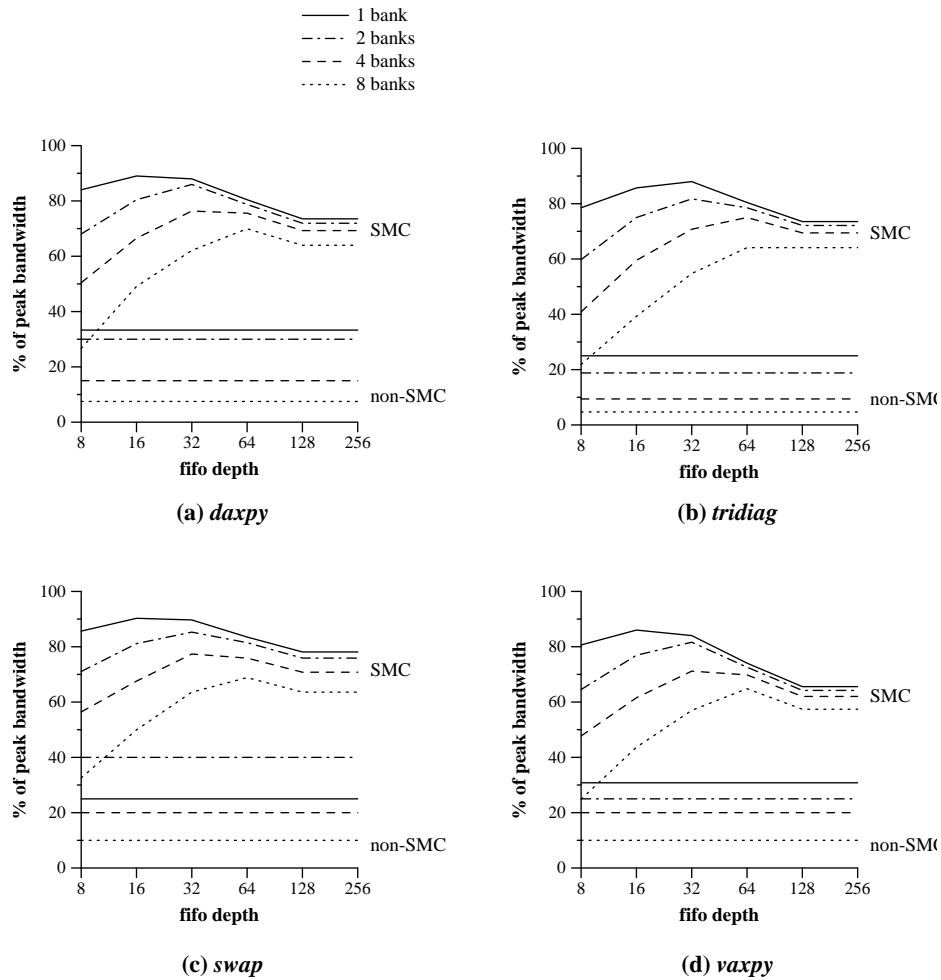 1 bank
2 banks
4 banks
8 banks
100
80
60
40
20
0
% of peak bandwidth
SMC
non-SMC
8 16 32 64 128 256
fifo depth
(a) daxpy
100
80
60
40
20
0
% of peak bandwidth
SMC
non-SMC
8 16 32 64 128 256
fifo depth
(b) tridiag
100
80
60
40
20
0
% of peak bandwidth
SMC
non-SMC
8 16 32 64 128 256
fifo depth
(c) swap
100
80
60
40
20
0
% of peak bandwidth
SMC
non-SMC
8 16 32 64 128 256
fifo depth
(d) vaxpy